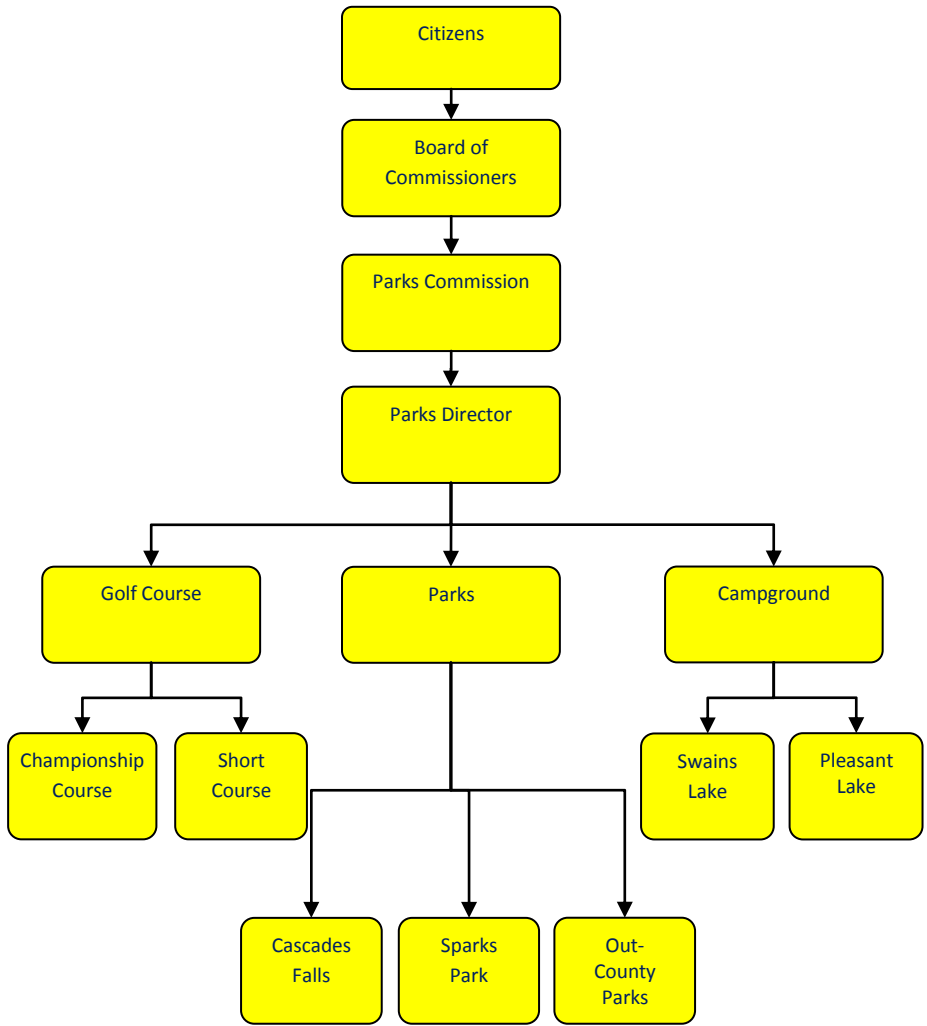 Citizens
Board of
Commissioners
Parks Commission
Parks Director
Golf Course
Parks
Campground
Championship
Course
Short
Course
Swains
Lake
Pleasant
Lake
Cascades
Falls
Sparks
Park
Out-
County
Parks